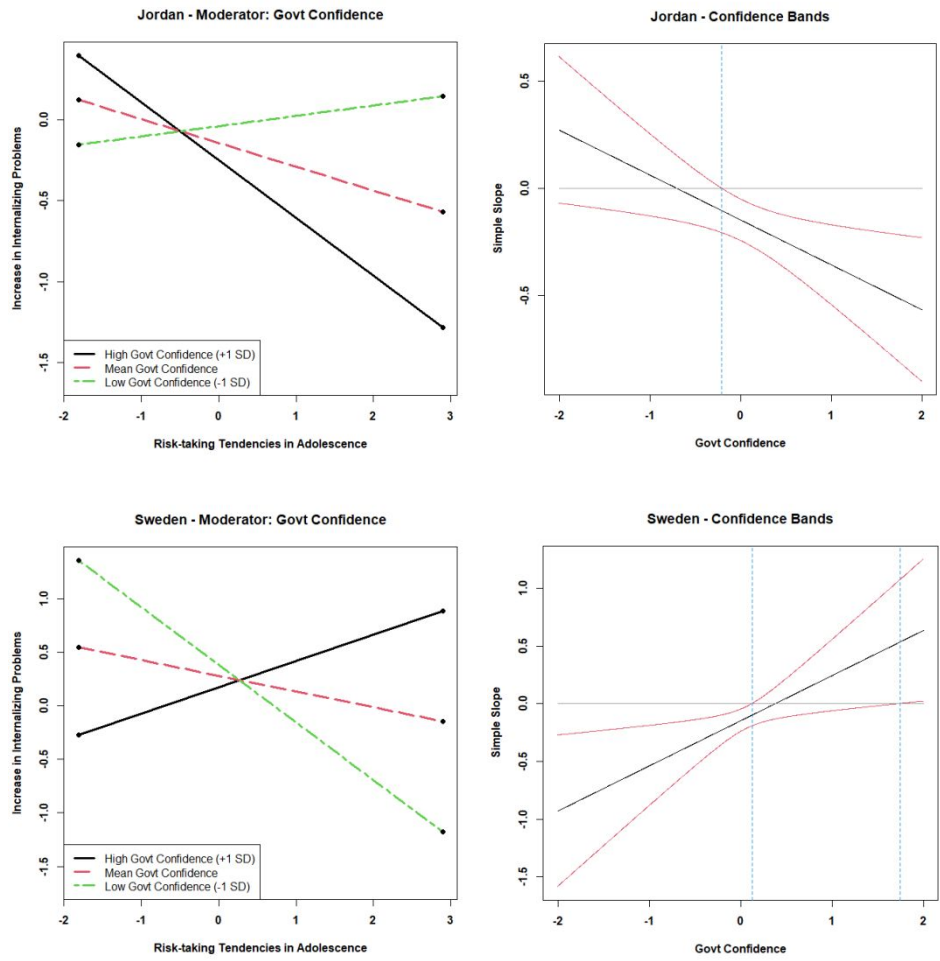 Jordan - Moderator: Govt Confidence
Increase in Internalizing Problems
0.0
-0.5
-1.0
-1.5
High Govt Confidence (+1 SD)
Mean Govt Confidence
Low Govt Confidence (-1 SD)
-2 -1 0 1 2 3
Risk-taking Tendencies in Adolescence
Jordan - Confidence Bands
Simple Slope
0.5
0.0
-0.5
-2 -1 0 1 2
Govt Confidence
Sweden - Moderator: Govt Confidence
Increase in Internalizing Problems
1.0
0.5
0.0
-0.5
-1.0
-1.5
High Govt Confidence (+1 SD)
Mean Govt Confidence
Low Govt Confidence (-1 SD)
-2 -1 0 1 2 3
Risk-taking Tendencies in Adolescence
Sweden - Confidence Bands
Simple Slope
1.0
0.5
0.0
-0.5
-1.0
-1.5
-2 -1 0 1 2
Govt Confidence